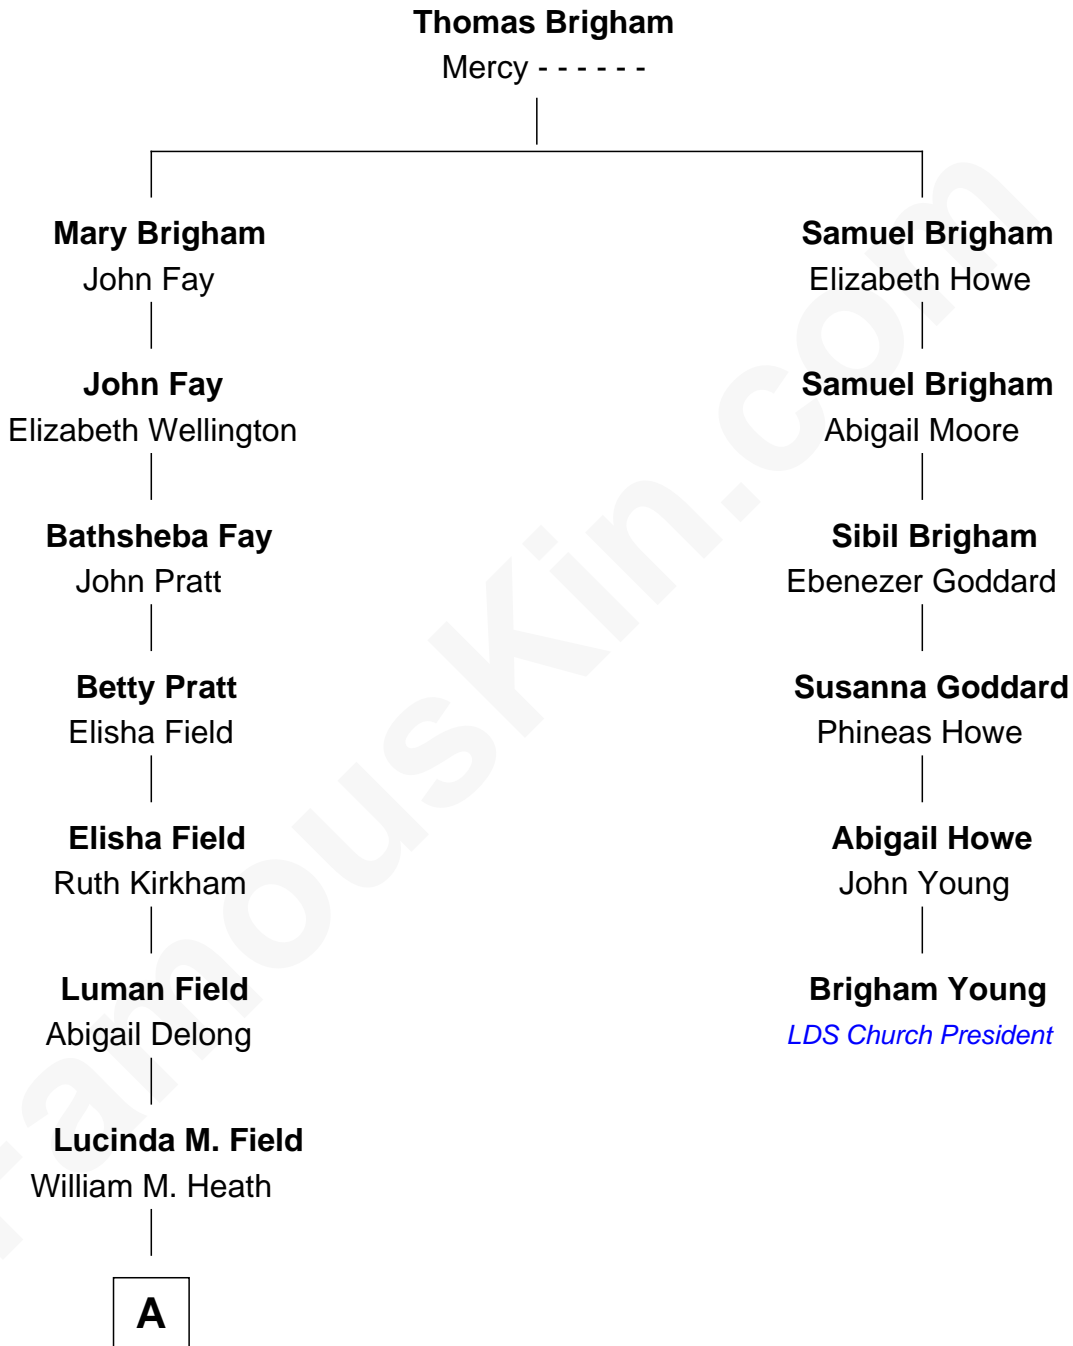 Thomas Brigham
Mercy - - - - - -
Mary Brigham
John Fay
John Fay
Elizabeth Wellington
Bathsheba Fay
John Pratt
Betty Pratt
Elisha Field
Elisha Field
Ruth Kirkham
Luman Field
Abigail Delong
Lucinda M. Field
William M. Heath
A
Samuel Brigham
Elizabeth Howe
Samuel Brigham
Abigail Moore
Sibil Brigham
Ebenezer Goddard
Susanna Goddard
Phineas Howe
Abigail Howe
John Young
Brigham Young
LDS Church President
FamousKin.com